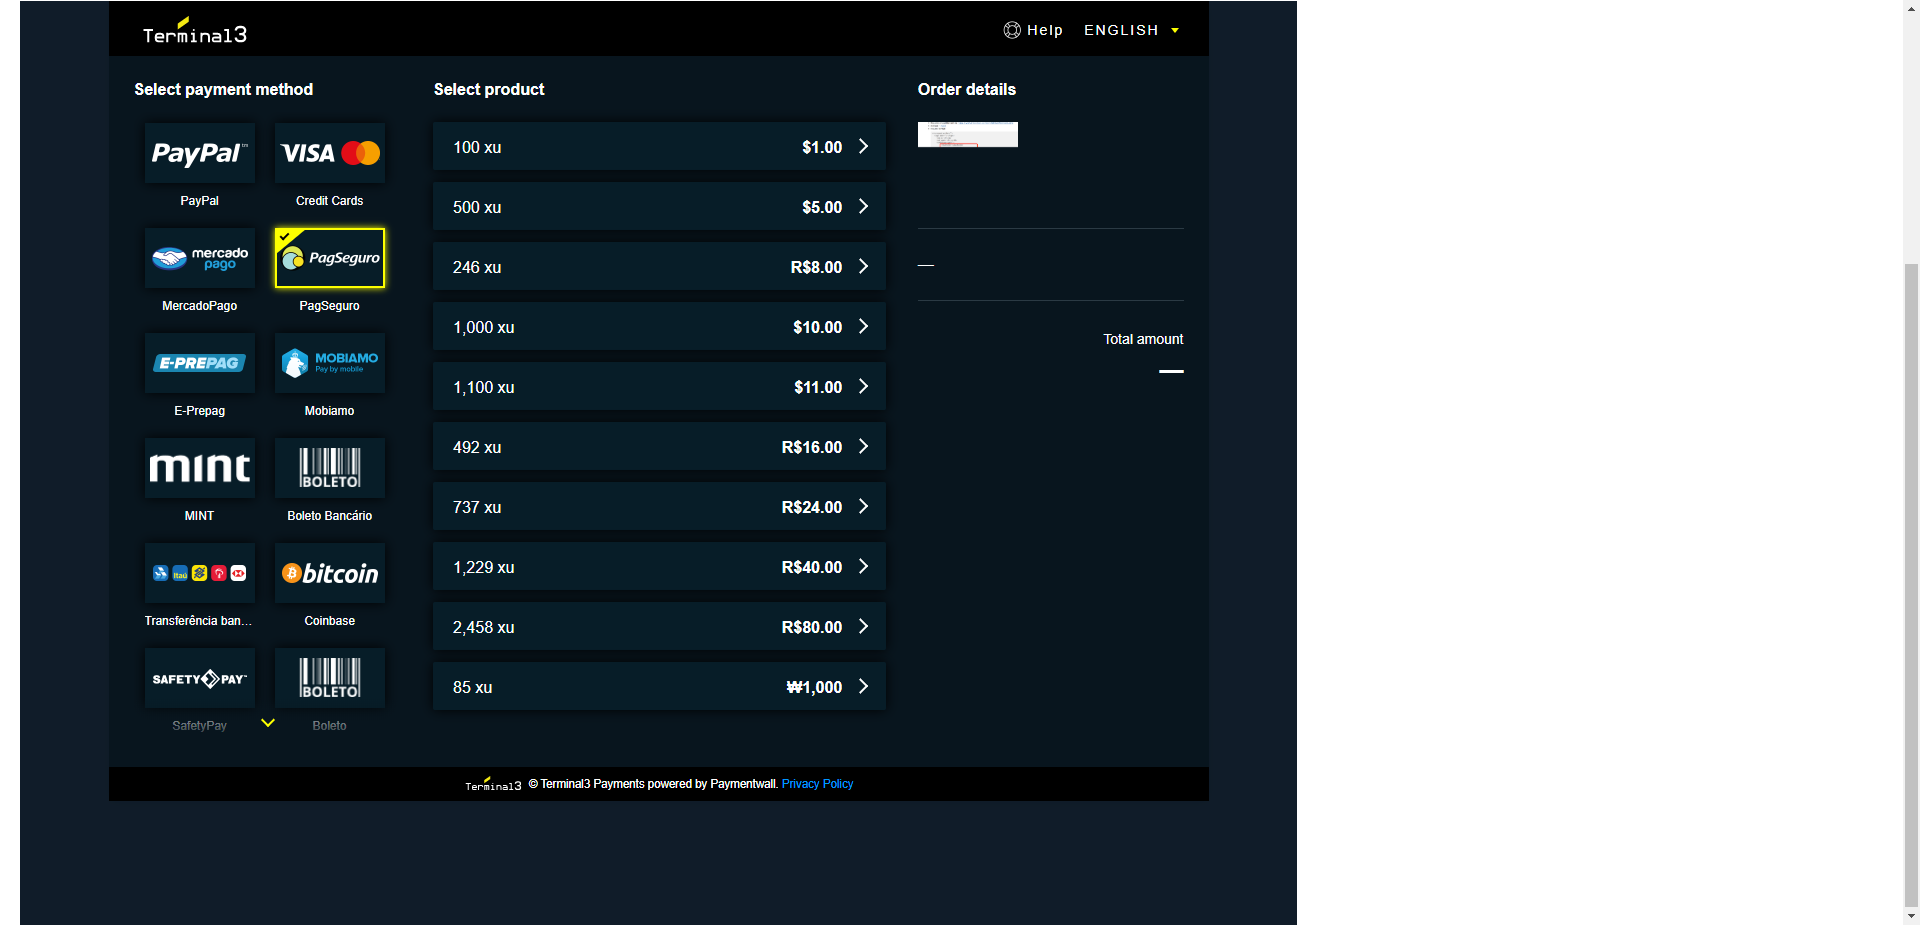 Terminal3
Help ENGLISH
Select payment method
PayPal™
PayPal
VISA
Credit Cards
mercado
pago
MercadoPago
PagSeguro
PagSeguro
E-PREPAG
E-Prepag
MOBIAMO
Pay by mobile
Mobiamo
mint
MINT
BOLETO
Boleto Bancário
Itaú
Transferência ban...
bitcoin
Coinbase
SAFETY PAY™
SafetyPay
BOLETO
Boleto
Select product
100 xu $1.00
500 xu $5.00
246 xu R$8.00
1,000 xu $10.00
1,100 xu $11.00
492 xu R$16.00
737 xu R$24.00
1,229 xu R$40.00
2,458 xu R$80.00
85 xu ₩1,000
Order details
—
Total amount
—
Terminal3 © Terminal3 Payments powered by Paymentwall. Privacy Policy